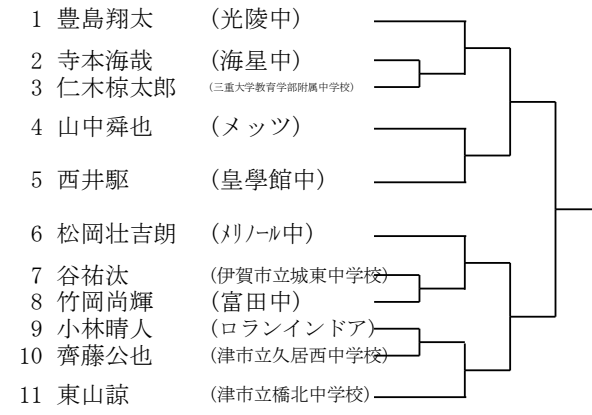 1 豊島翔太 (光陵中)
2 寺本海哉 (海星中)
3 仁木椋太郎 (三重大学教育学部附属中学校)
4 山中舜也 (メッツ)
5 西井駆 (皇學館中)
6 松岡壮吉朗 (ﾒﾘﾉｰﾙ中)
7 谷祐汰 (伊賀市立城東中学校)
8 竹岡尚輝 (富田中)
9 小林晴人 (ロランインドア)
10 齊藤公也 (津市立久居西中学校)
11 東山諒 (津市立橋北中学校)